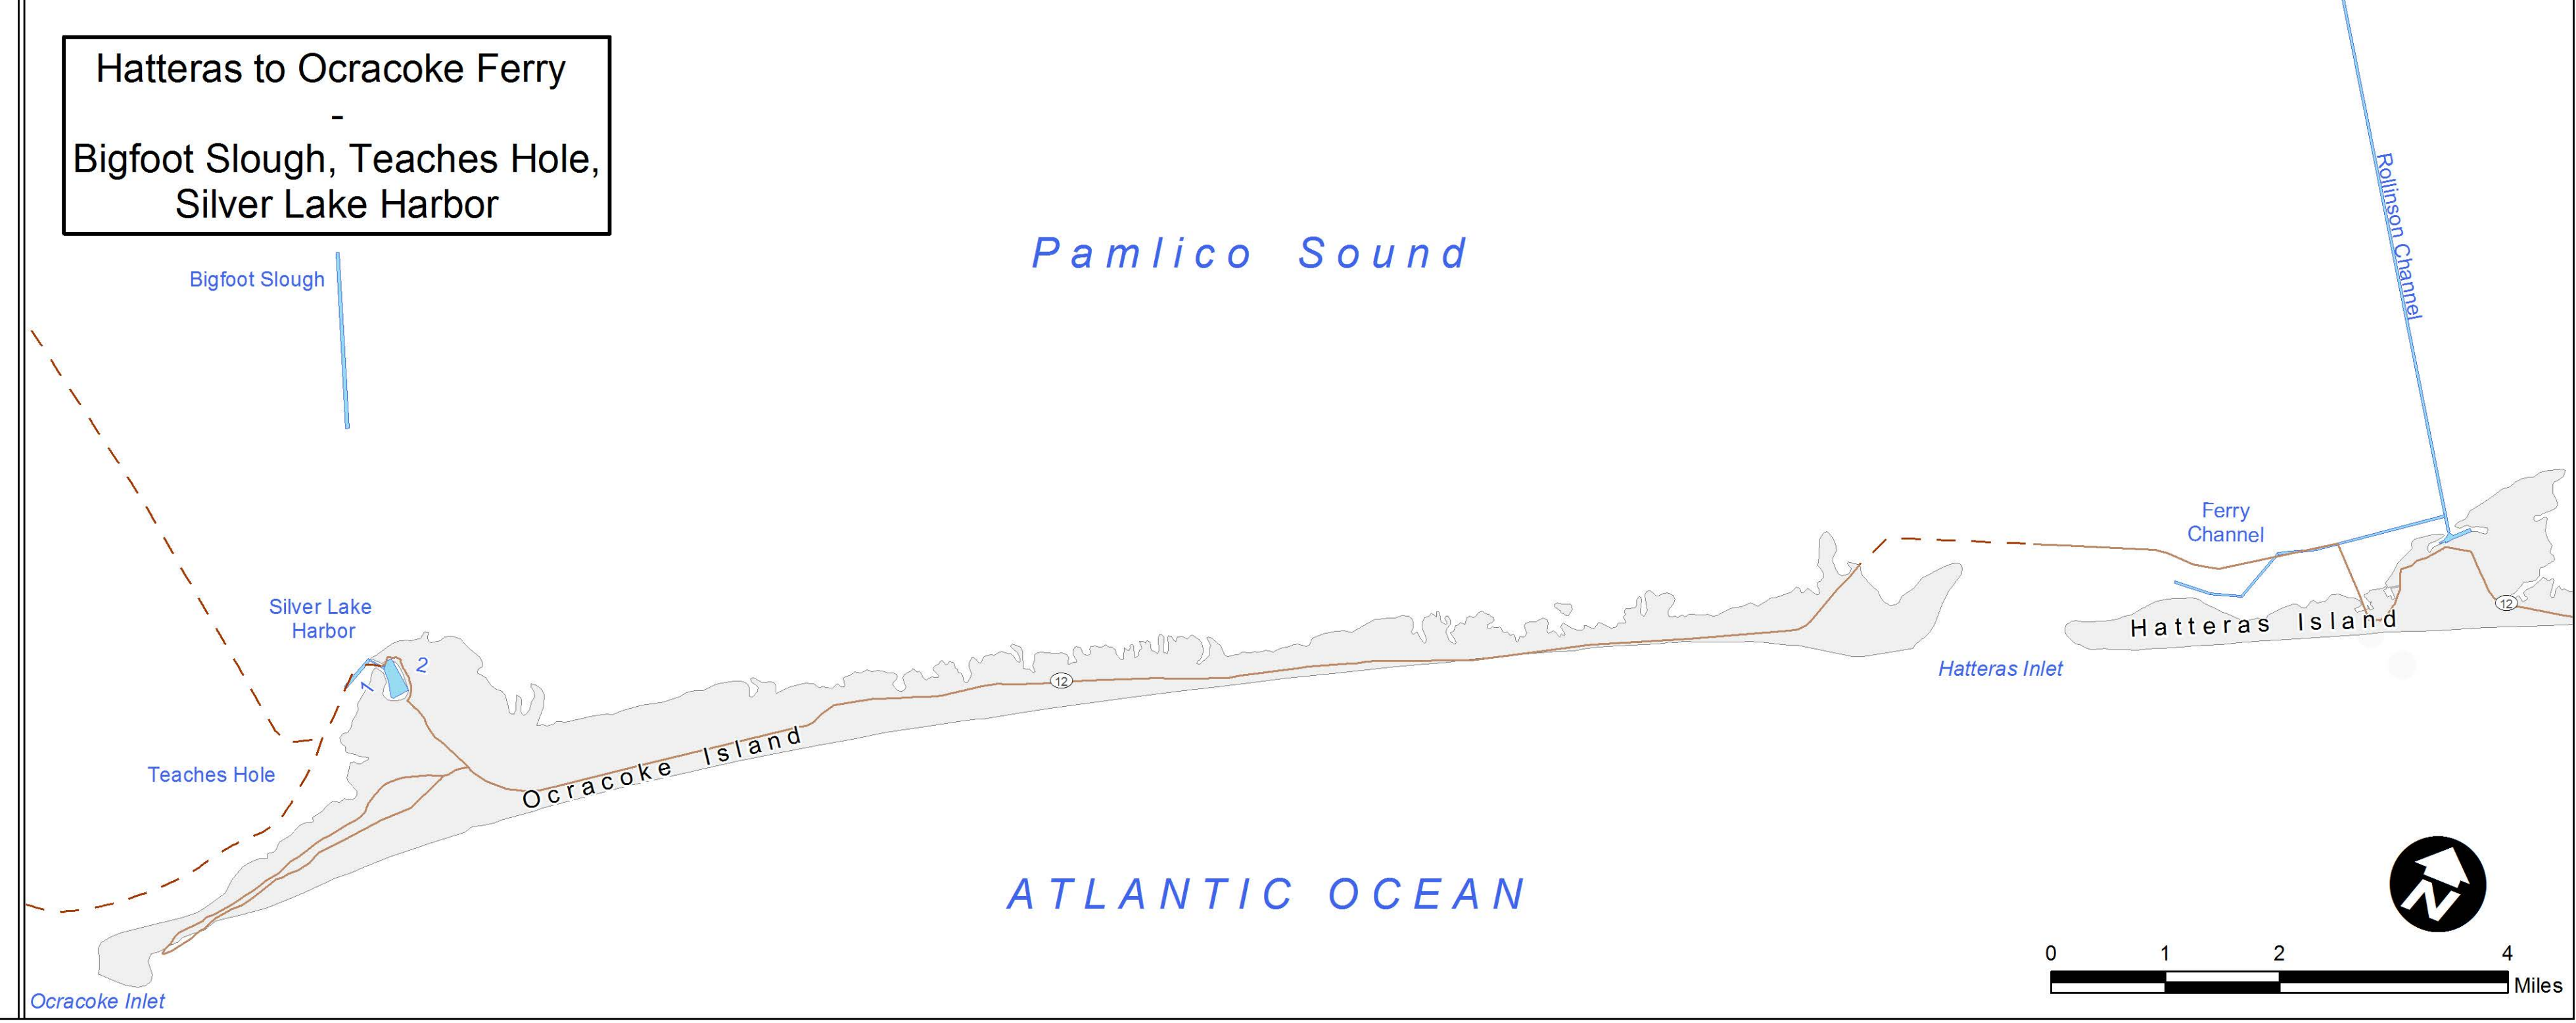 Hatteras to Ocracoke Ferry
-
Bigfoot Slough, Teaches Hole,
Silver Lake Harbor
Bigfoot Slough
Pamlico Sound
Rollinson Channel
Ferry
Channel
Silver Lake
Harbor
1
2
12
Hatteras Island
12
Hatteras Inlet
Ocracoke Island
Teaches Hole
ATLANTIC OCEAN
N
0 1 2 4
Miles
Ocracoke Inlet